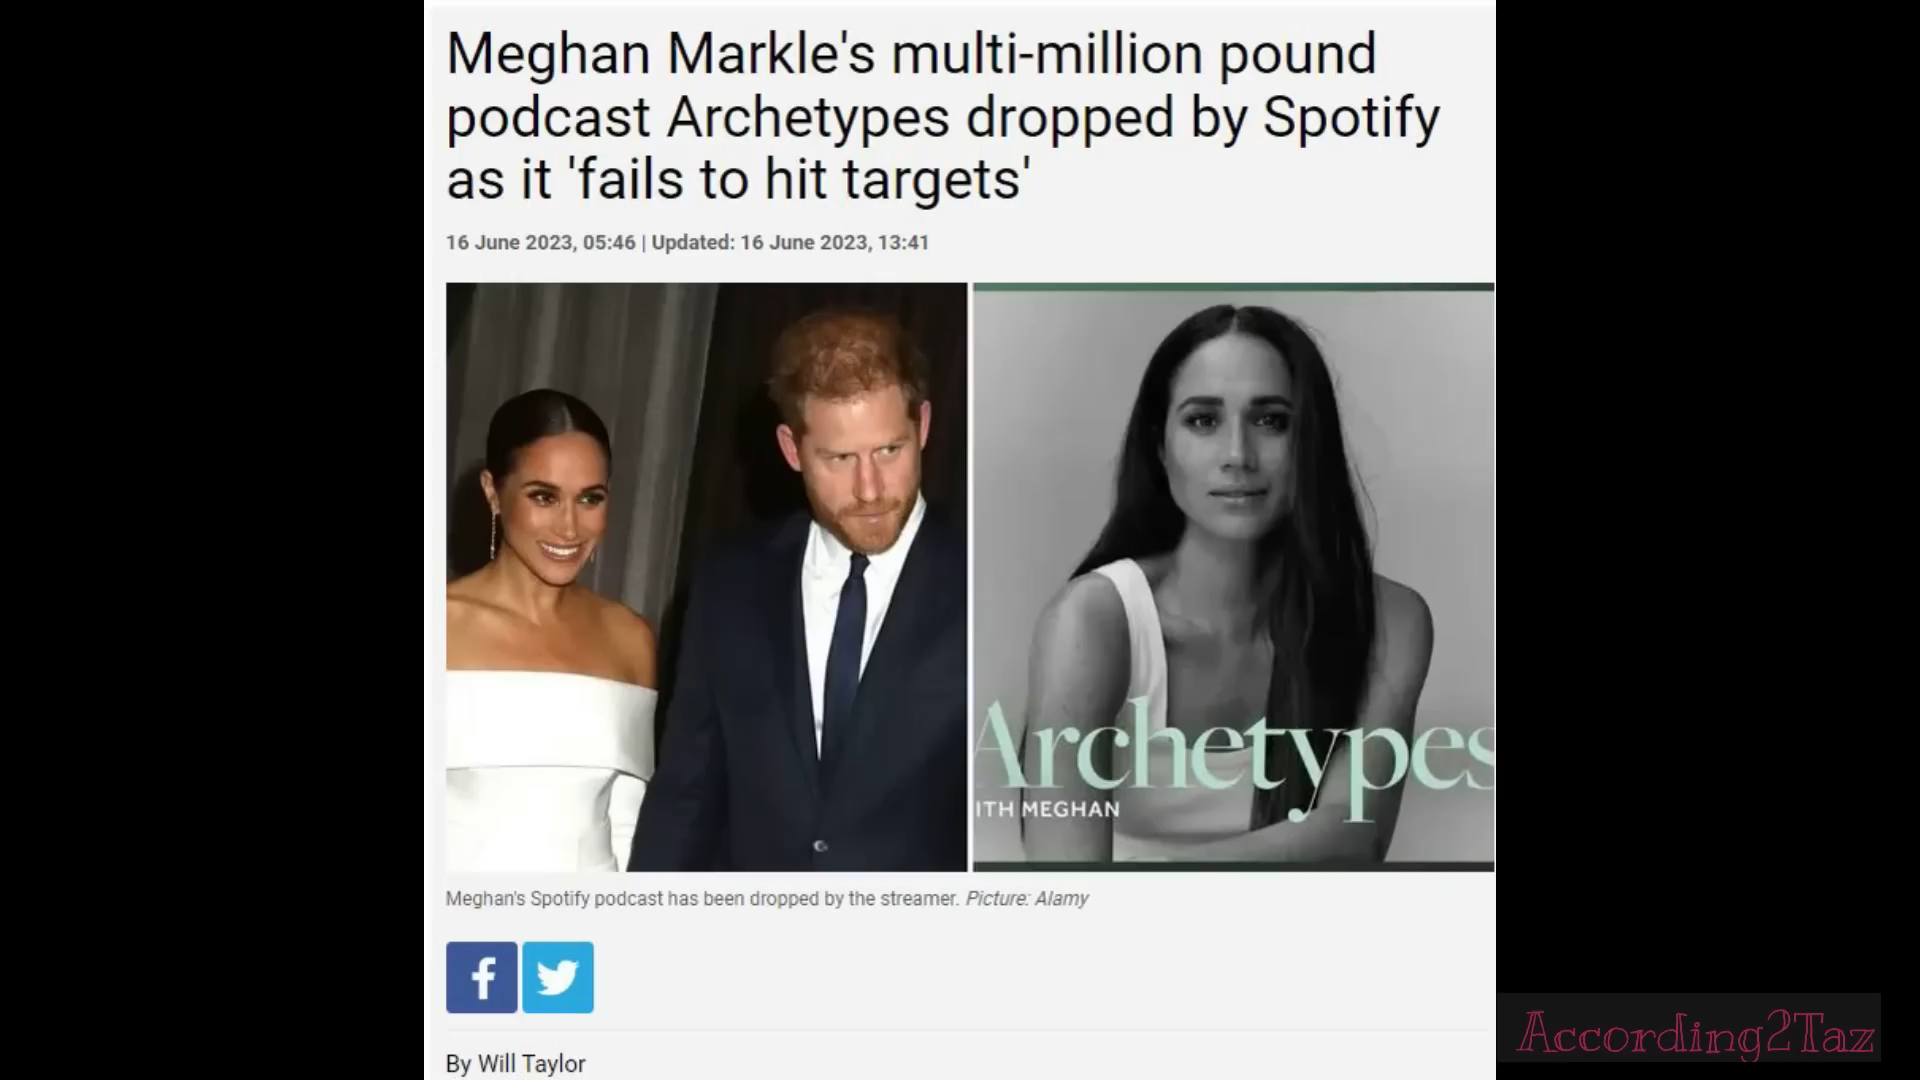 Meghan Markle's multi-million pound
podcast Archetypes dropped by Spotify
as it 'fails to hit targets'
16 June 2023, 05:46 | Updated: 16 June 2023, 13:41
Archetypes
ITH MEGHAN
Meghan's Spotify podcast has been dropped by the streamer. Picture: Alamy
f
By Will Taylor
According2Taz